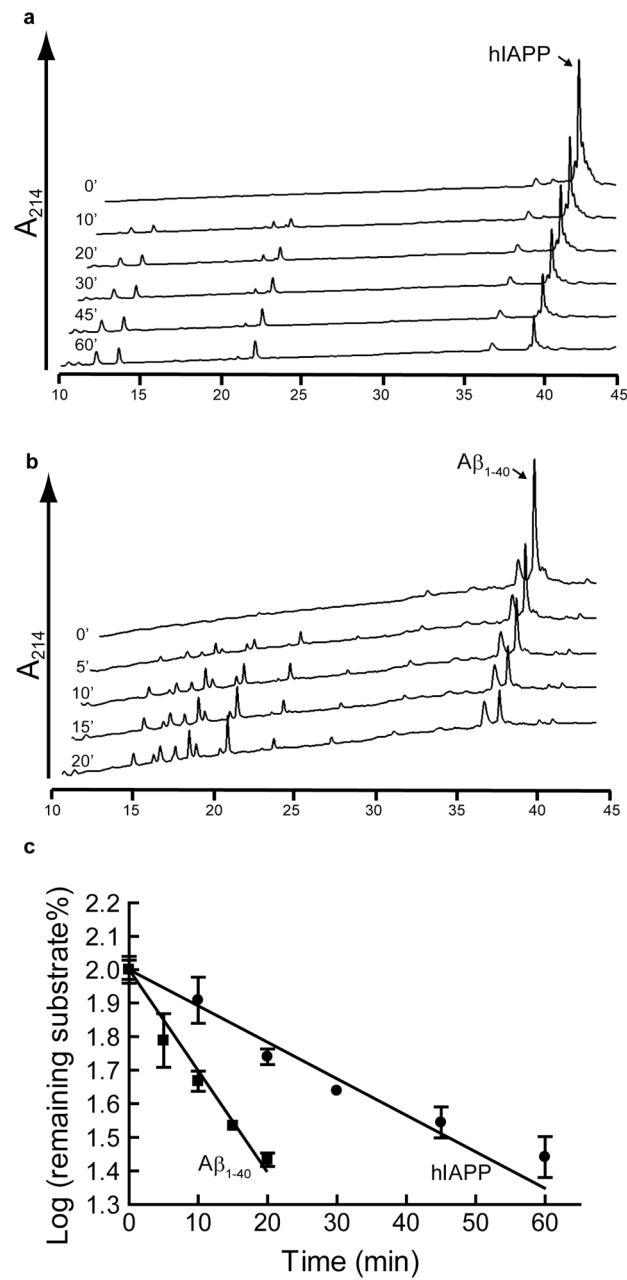 a
hIAPP
A214
0'
10'
20'
30'
45'
60'
10 15 20 25 30 35 40 45
b
Aβ1-40
A214
0'
5'
10'
15'
20'
10 15 20 25 30 35 40 45
c
Log (remaining substrate%)
2.2
2.1
2.0
1.9
1.8
1.7
1.6
1.5
1.4
1.3
Aβ1-40
hIAPP
0 10 20 30 40 50 60
Time (min)